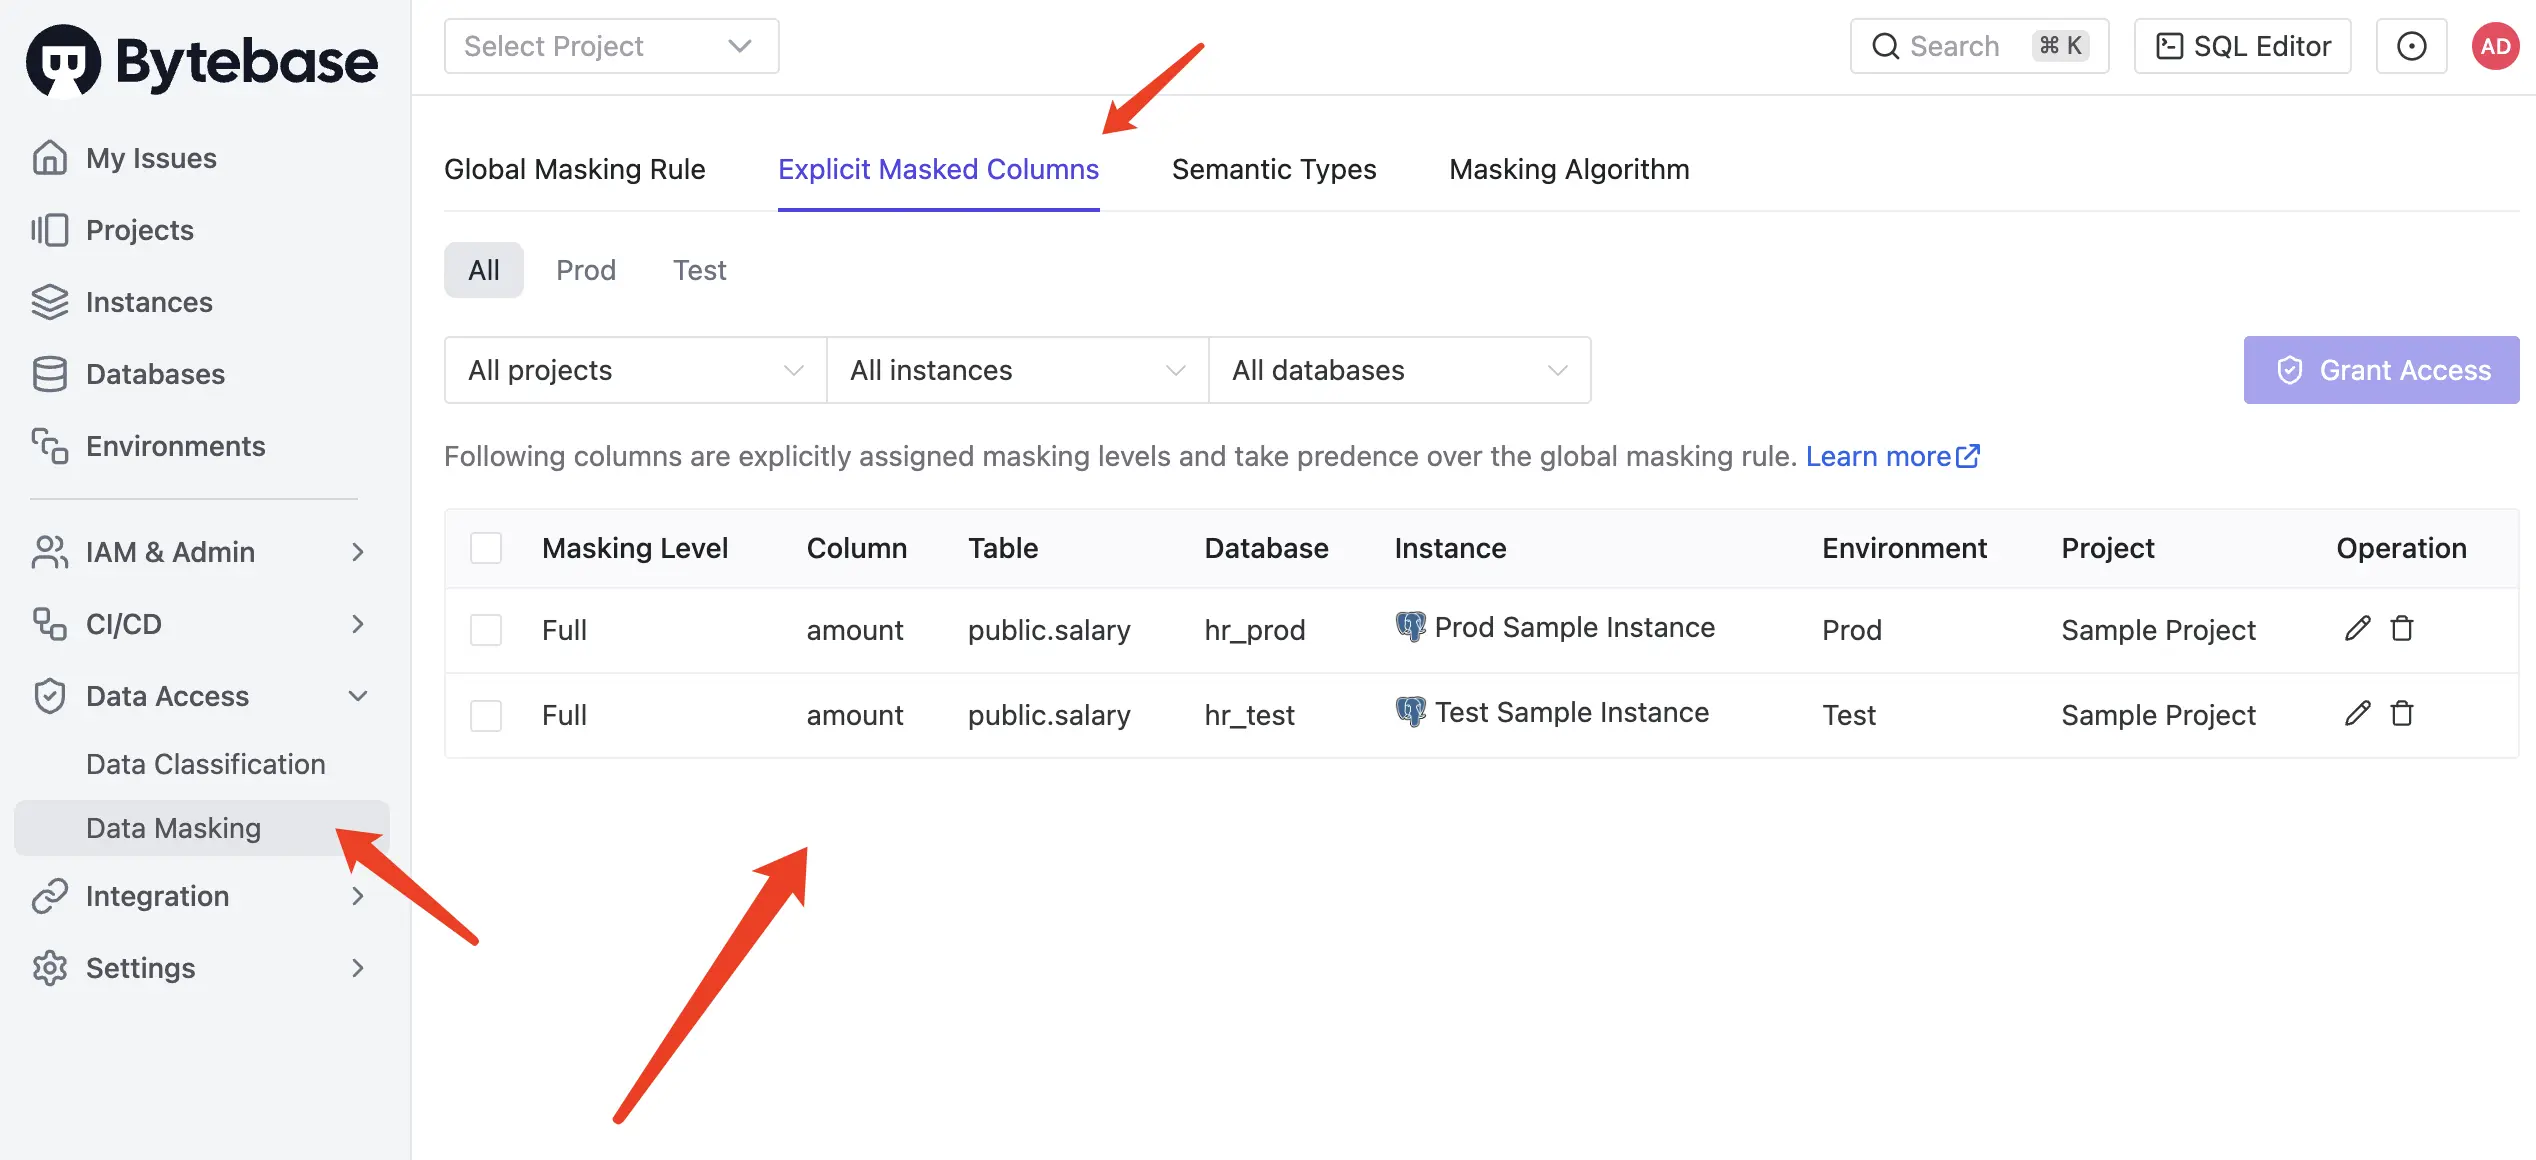 Bytebase
My Issues
Projects
Instances
Databases
Environments
IAM & Admin
CI/CD
Data Access
Data Classification
Data Masking
Integration
Settings
Select Project
Search ⌘ K
SQL Editor
AD
Global Masking Rule Explicit Masked Columns Semantic Types Masking Algorithm
All Prod Test
All projects All instances All databases
Grant Access
Following columns are explicitly assigned masking levels and take predence over the global masking rule. Learn more
Masking Level Column Table Database Instance Environment Project Operation
Full amount public.salary hr_prod Prod Sample Instance Prod Sample Project
Full amount public.salary hr_test Test Sample Instance Test Sample Project